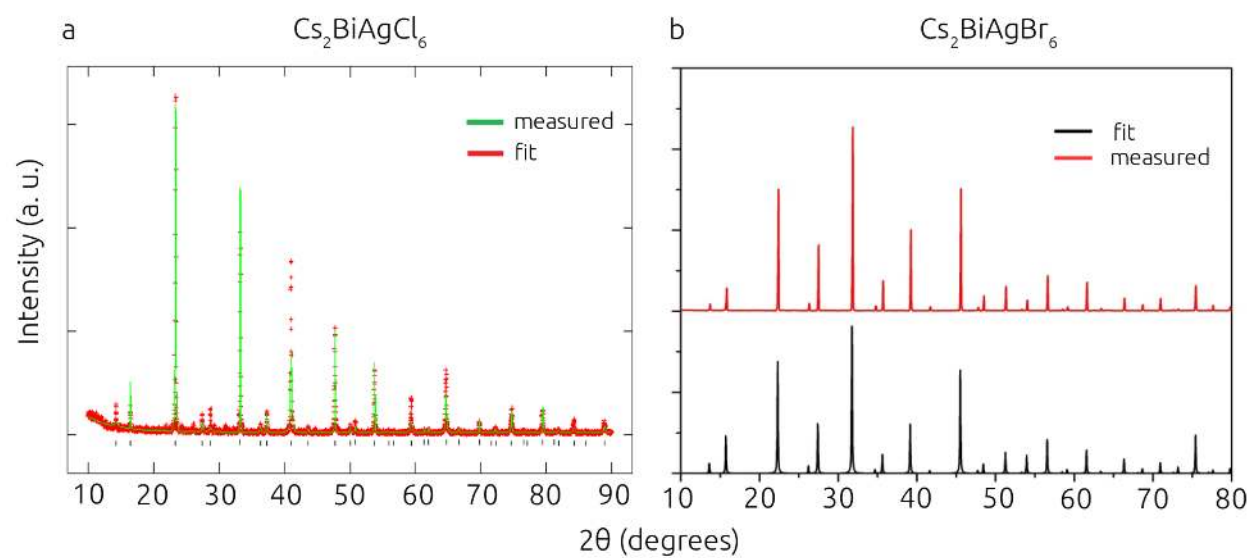 a Cs₂BiAgCl₆
b Cs₂BiAgBr₆
measured
fit
fit
measured
Intensity (a. u.)
10 20 30 40 50 60 70 80 90
10 20 30 40 50 60 70 80
2θ (degrees)